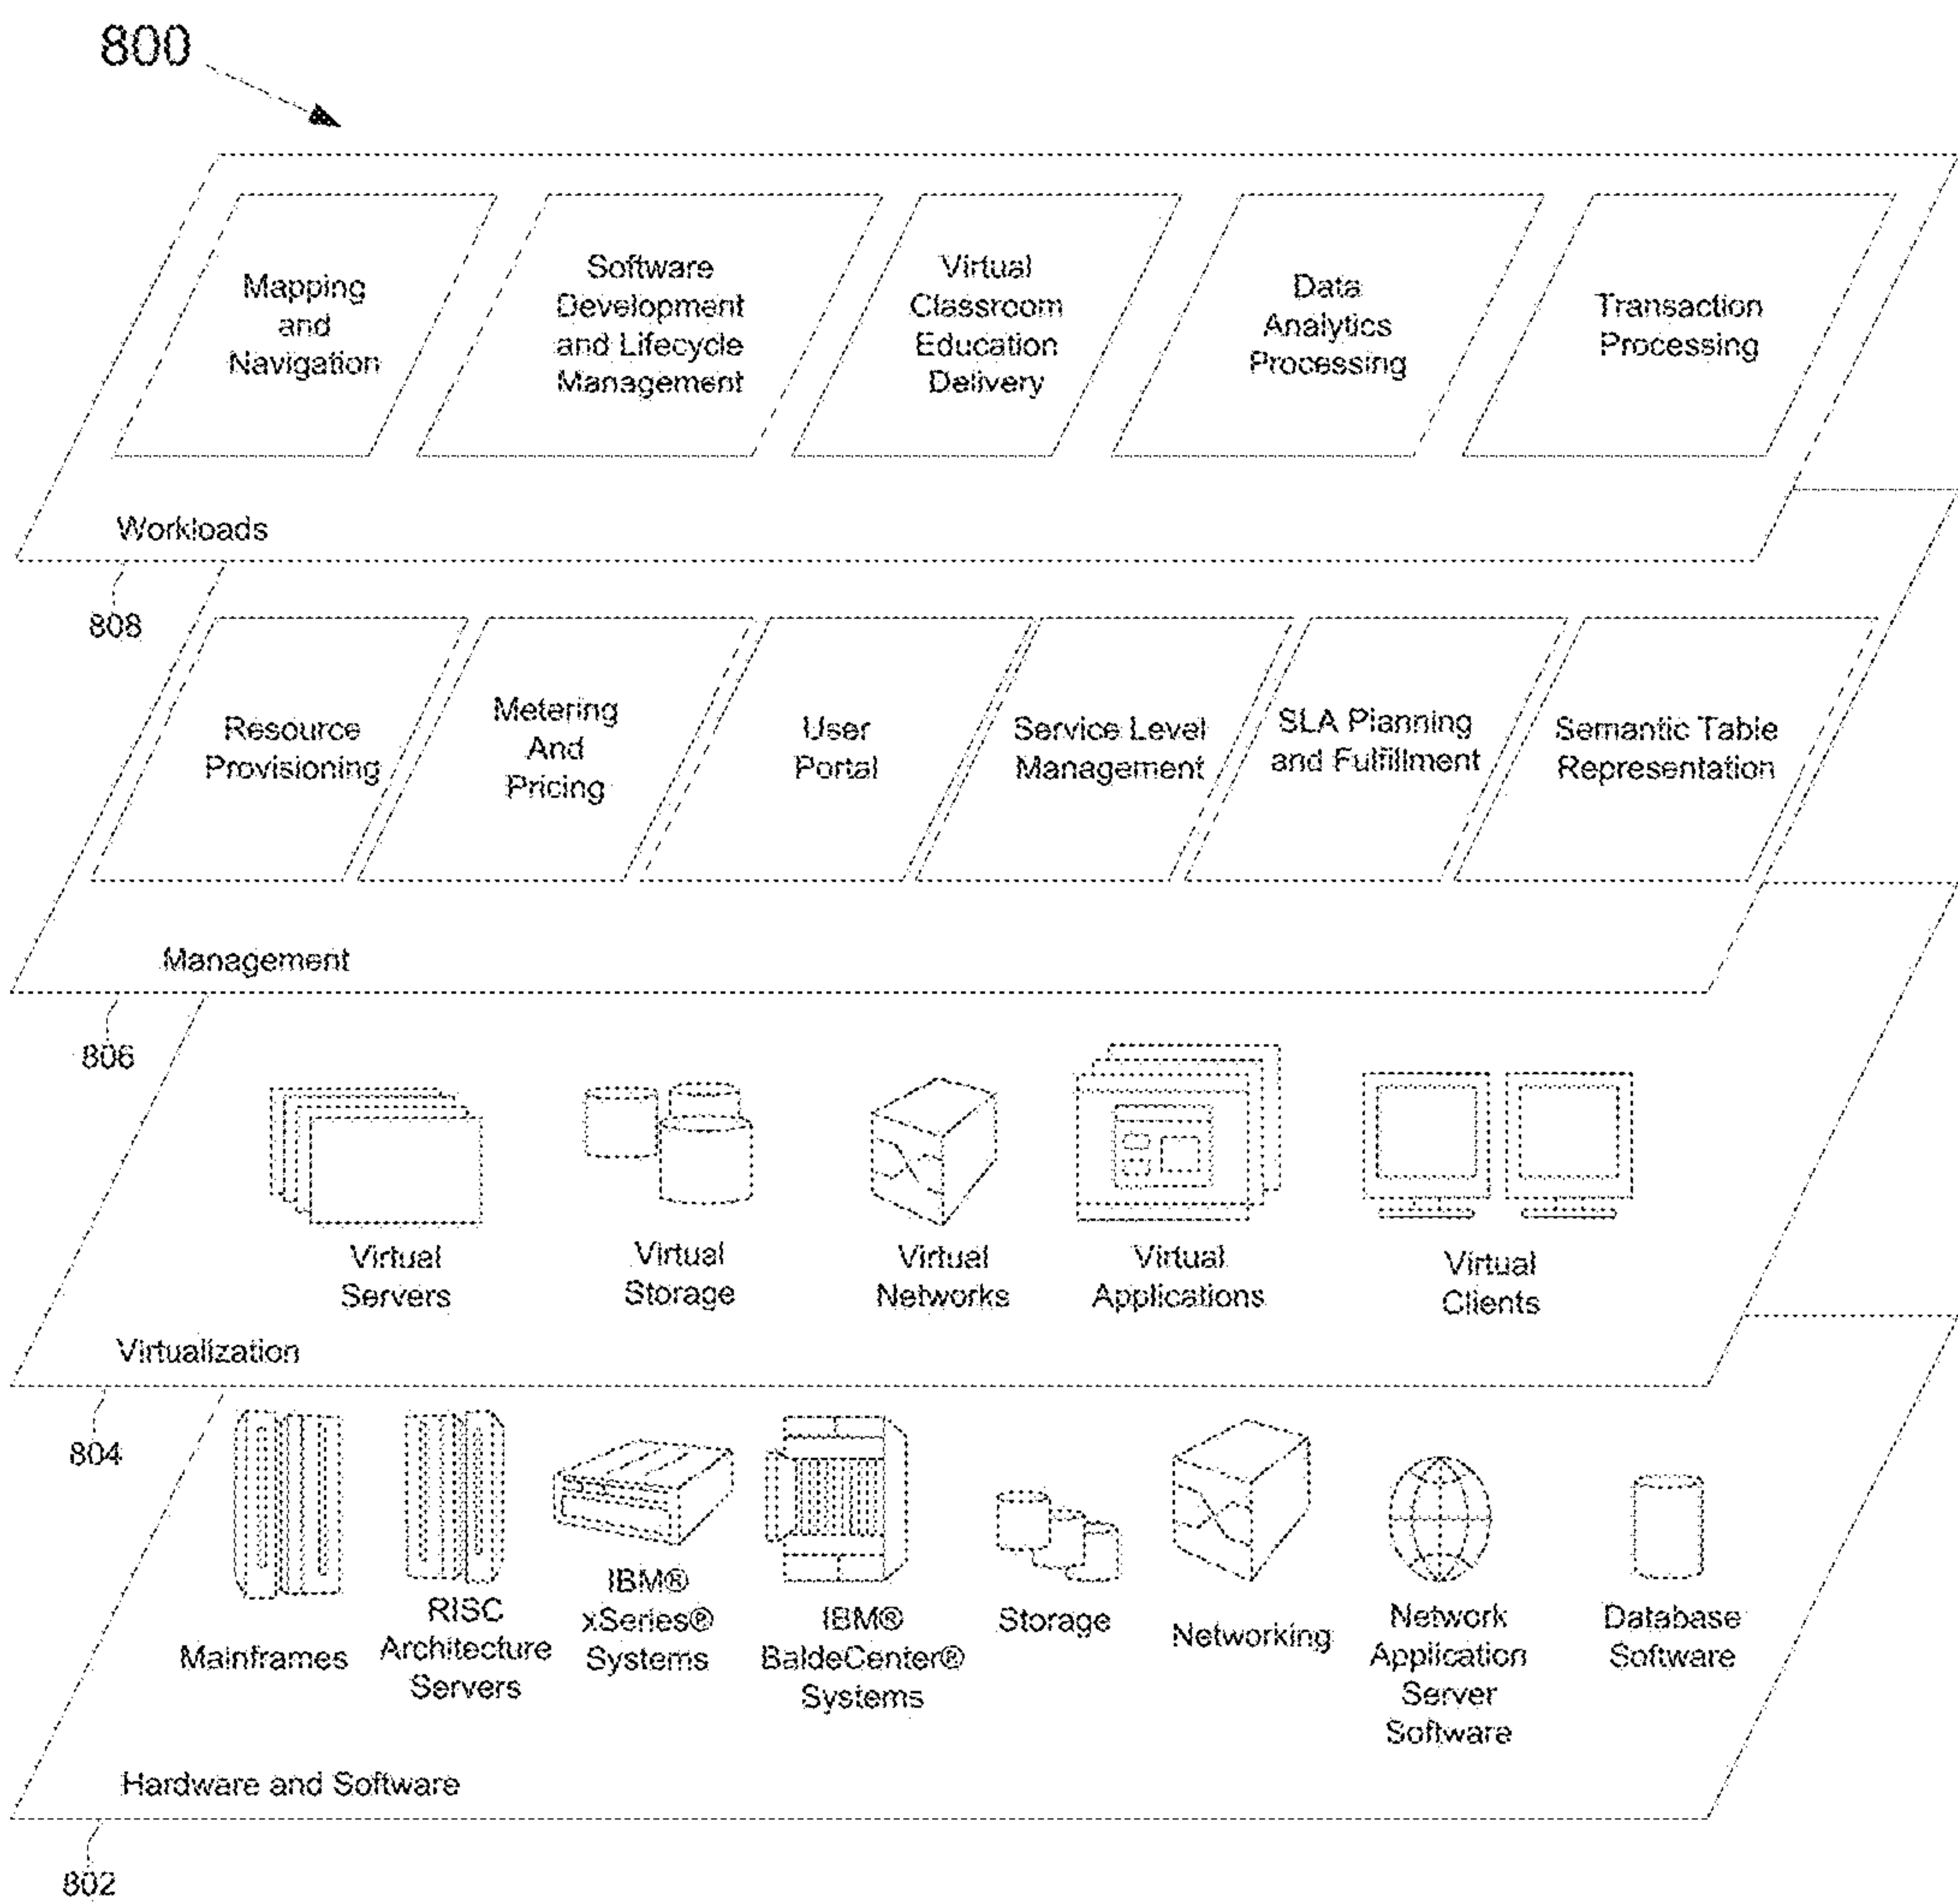 800
Mapping
and
Navigation
Software
Development
and Lifecycle
Management
Virtual
Classroom
Education
Delivery
Data
Analytics
Processing
Transaction
Processing
Workloads
808
Resource
Provisioning
Metering
And
Pricing
User
Portal
Service Level
Management
SLA Planning
and Fulfillment
Semantic Table
Representation
Management
806
Virtual
Servers
Virtual
Storage
Virtual
Networks
Virtual
Applications
Virtual
Clients
Virtualization
804
Mainframes
RISC
Architecture
Servers
IBM®
xSeries®
Systems
IBM®
BaldeCenter®
Systems
Storage
Networking
Network
Application
Server
Software
Database
Software
Hardware and Software
802